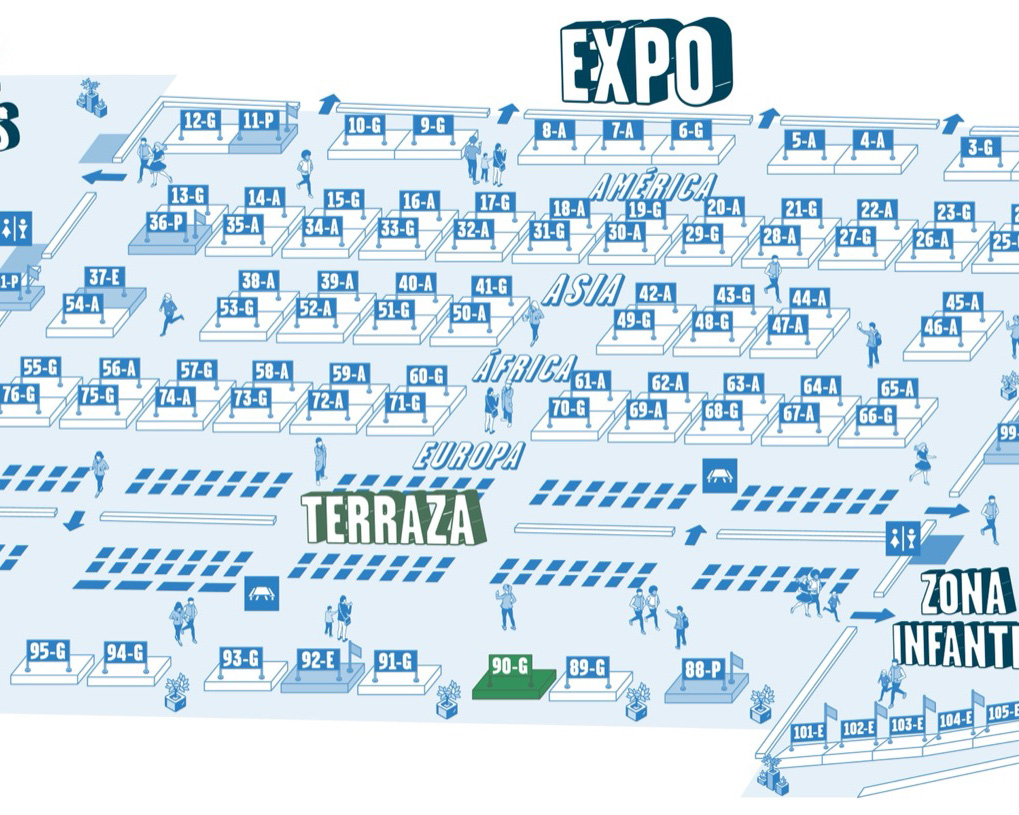 S
EXPO
12-G 11-P 10-G 9-G 8-A 7-A 6-G 5-A 4-A 3-G
AMÉRICA
13-G 14-A 15-G 16-A 17-G 18-A 19-G 20-A 21-G 22-A 23-G
36-P 35-A 34-A 33-G 32-A 31-G 30-A 29-G 28-A 27-G 26-A 25-G
ASIA
37-E 38-A 39-A 40-A 41-G 42-A 43-G 44-A 45-A
1-P 54-A 53-G 52-A 51-G 50-A 49-G 48-G 47-A 46-A
ÁFRICA
55-G 56-A 57-G 58-A 59-A 60-G 61-A 62-A 63-A 64-A 65-A
76-G 75-G 74-A 73-G 72-A 71-G 70-G 69-A 68-G 67-A 66-G 99-
EUROPA
TERRAZA
ZONA
INFANTI
95-G 94-G 93-G 92-E 91-G 90-G 89-G 88-P
101-E 102-E 103-E 104-E 105-E